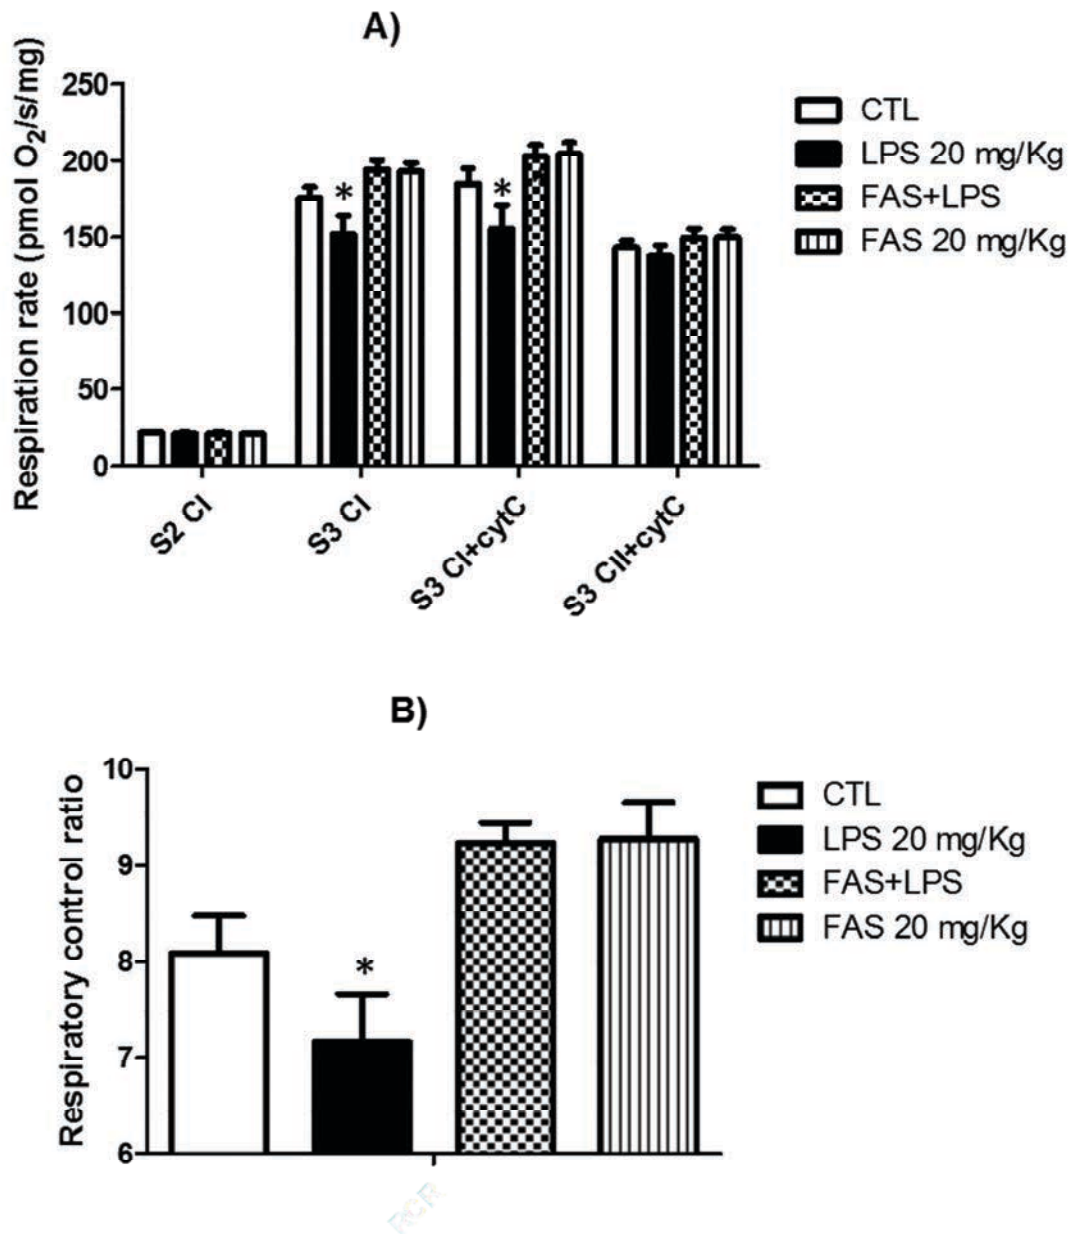 A)
Respiration rate (pmol O₂/s/mg)
250
200
150
100
50
0
*
*
S2 CI
S3 CI
S3 CI+cytC
S3 CII+cytC
CTL
LPS 20 mg/Kg
FAS+LPS
FAS 20 mg/Kg
B)
Respiratory control ratio
10
9
8
7
6
*
RCR
CTL
LPS 20 mg/Kg
FAS+LPS
FAS 20 mg/Kg